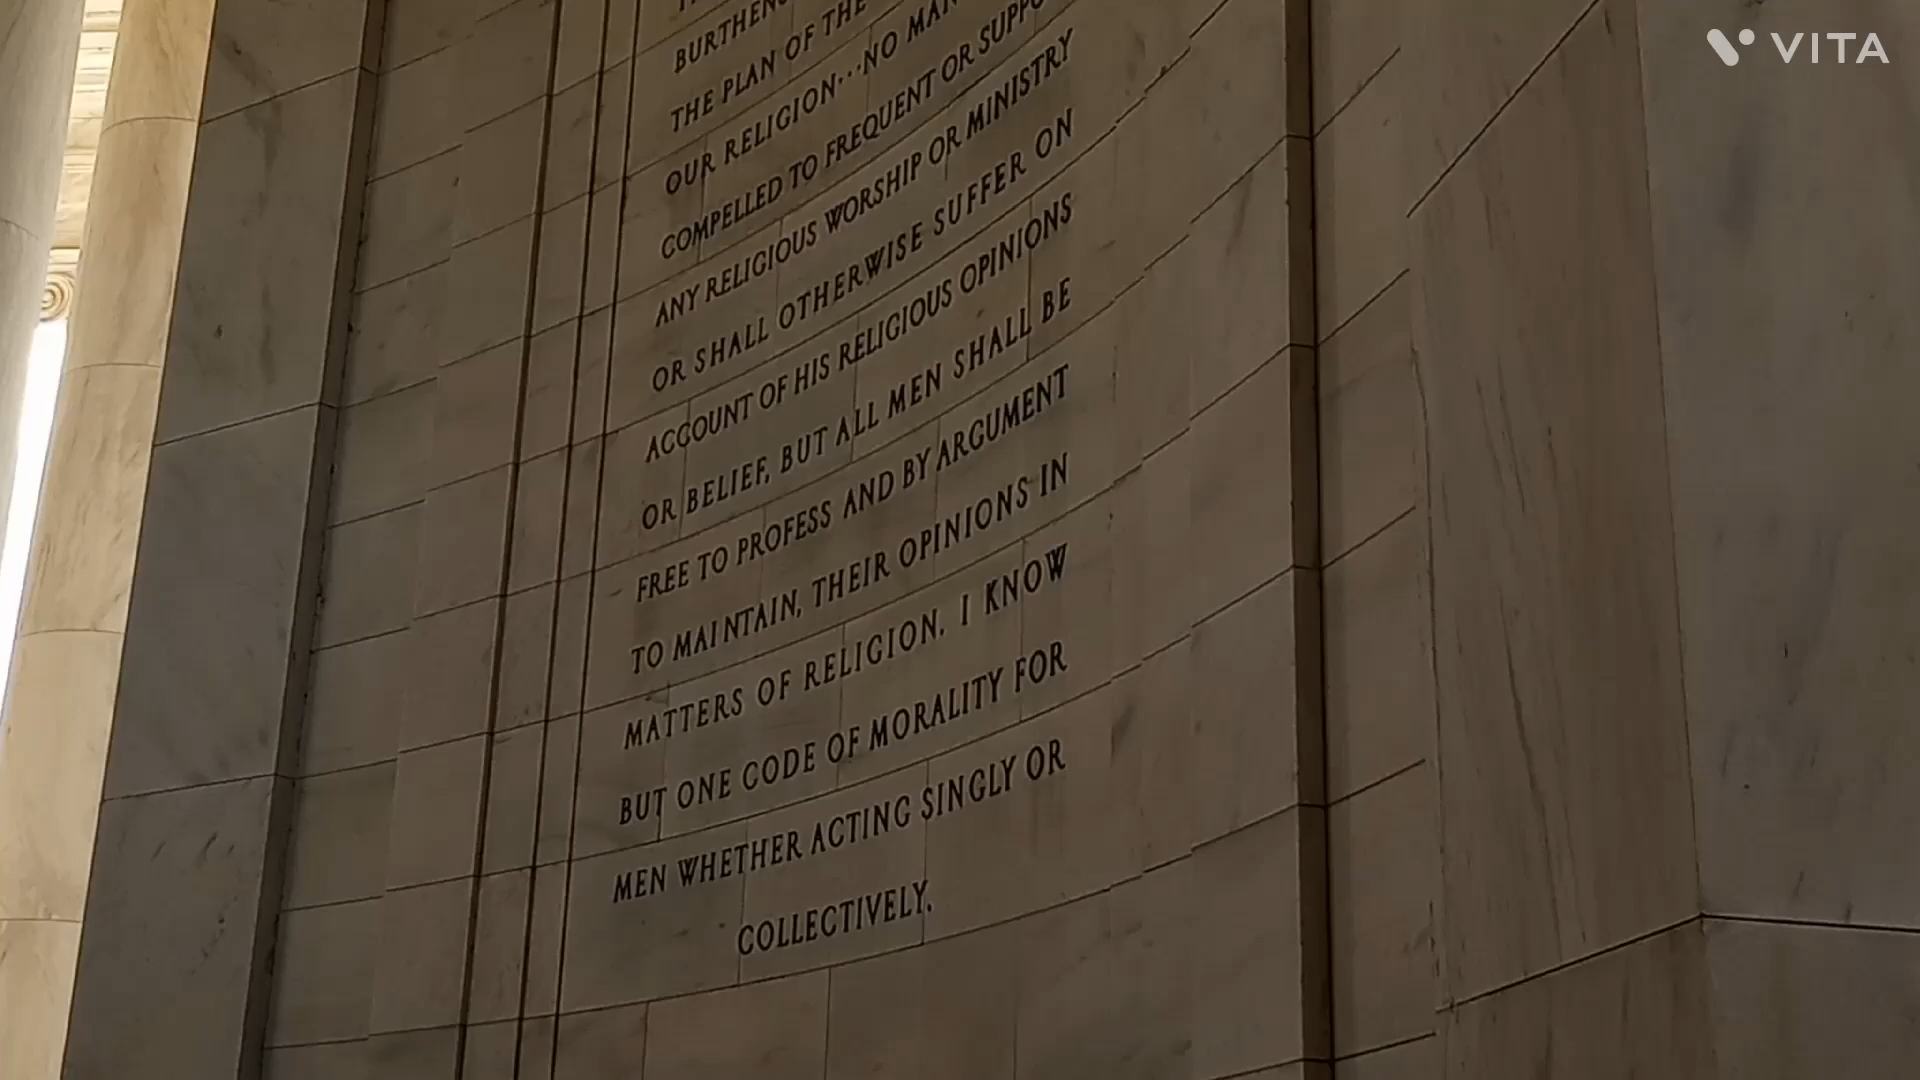 BURTHENS
THE PLAN OF THE
OUR RELIGION...NO MAN
COMPELLED TO FREQUENT OR
ANY RELIGIOUS WORSHIP OR MINISTRY
OR SHALL OTHERWISE SUFFER ON
ACCOUNT OF HIS RELIGIOUS OPINIONS
OR BELIEF, BUT ALL MEN SHALL BE
FREE TO PROFESS AND BY ARGUMENT
TO MAINTAIN, THEIR OPINIONS IN
MATTERS OF RELIGION. I KNOW
BUT ONE CODE OF MORALITY FOR
MEN WHETHER ACTING SINGLY OR
COLLECTIVELY.
VITA